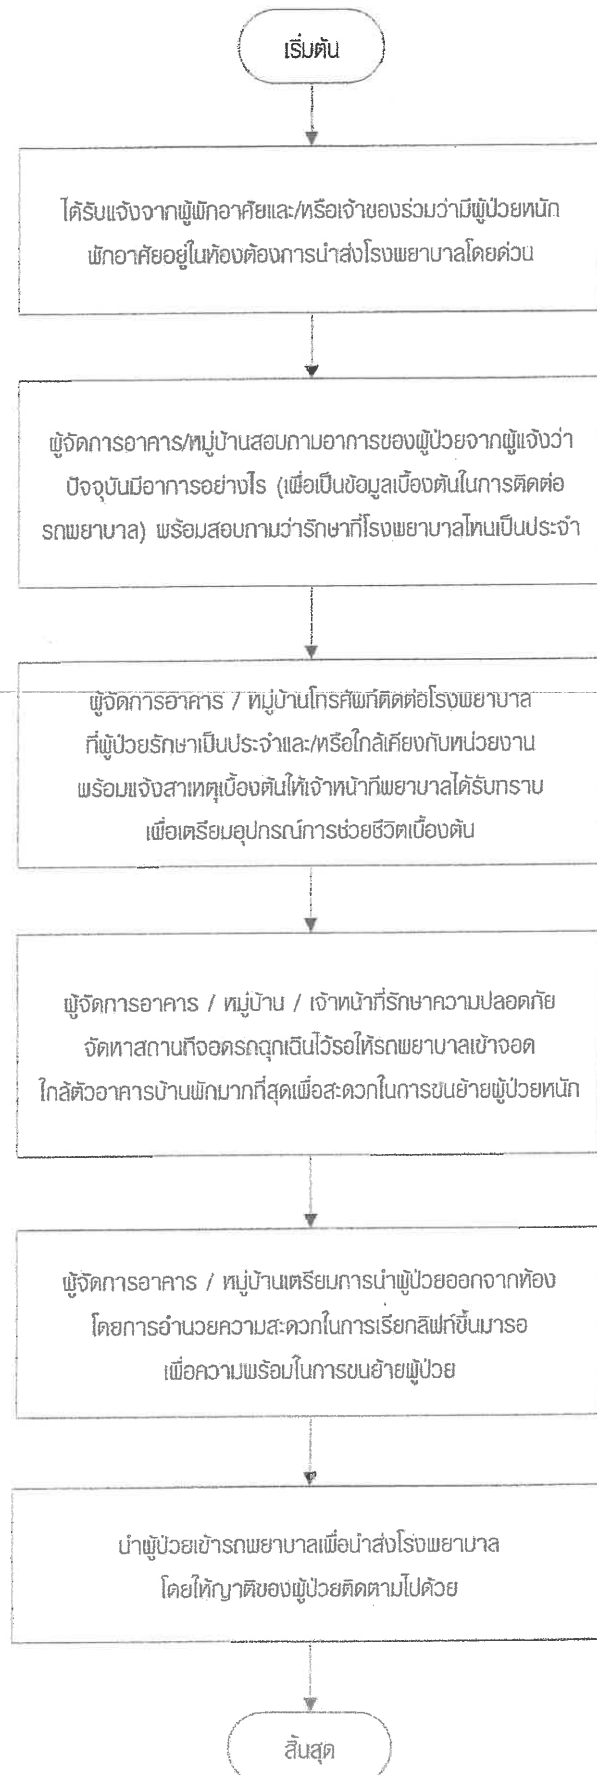 เริ่มต้น
ได้รับแจ้งจากผู้พักอาศัยและ/หรือเจ้าของร่วมว่ามีผู้ป่วยหนัก
พักอาศัยอยู่ในห้องต้องการนำส่งโรงพยาบาลโดยด่วน
ผู้จัดการอาคาร/หมู่บ้านสอบถามอาการของผู้ป่วยจากผู้แจ้งว่า
ปัจจุบันมีอาการอย่างไร (เพื่อเป็นข้อมูลเบื้องต้นในการติดต่อ
รถพยาบาล) พร้อมสอบถามว่ารักษาที่โรงพยาบาลไหนเป็นประจำ
ผู้จัดการอาคาร / หมู่บ้านโทรศัพท์ติดต่อโรงพยาบาล
ที่ผู้ป่วยรักษาเป็นประจำและ/หรือใกล้เคียงกับหน่วยงาน
พร้อมแจ้งสาเหตุเบื้องต้นให้เจ้าหน้าทีพยาบาลได้รับทราบ
เพื่อเตรียมอุปกรณ์การช่วยชีวิตเบื้องต้น
ผู้จัดการอาคาร / หมู่บ้าน / เจ้าหน้าที่รักษาความปลอดภัย
จัดหาสถานที่จอดรถฉุกเฉินไว้รอให้รถพยาบาลเข้าจอด
ใกล้ตัวอาคารบ้านพักมากที่สุดเพื่อสะดวกในการขนย้ายผู้ป่วยหนัก
ผู้จัดการอาคาร / หมู่บ้านเตรียมการนำผู้ป่วยออกจากห้อง
โดยการอำนวยความสะดวกในการเรียกลิฟท์ขึ้นมารอ
เพื่อความพร้อมในการขนย้ายผู้ป่วย
นำผู้ป่วยเข้ารถพยาบาลเพื่อนำส่งโรงพยาบาล
โดยให้ญาติของผู้ป่วยติดตามไปด้วย
สิ้นสุด